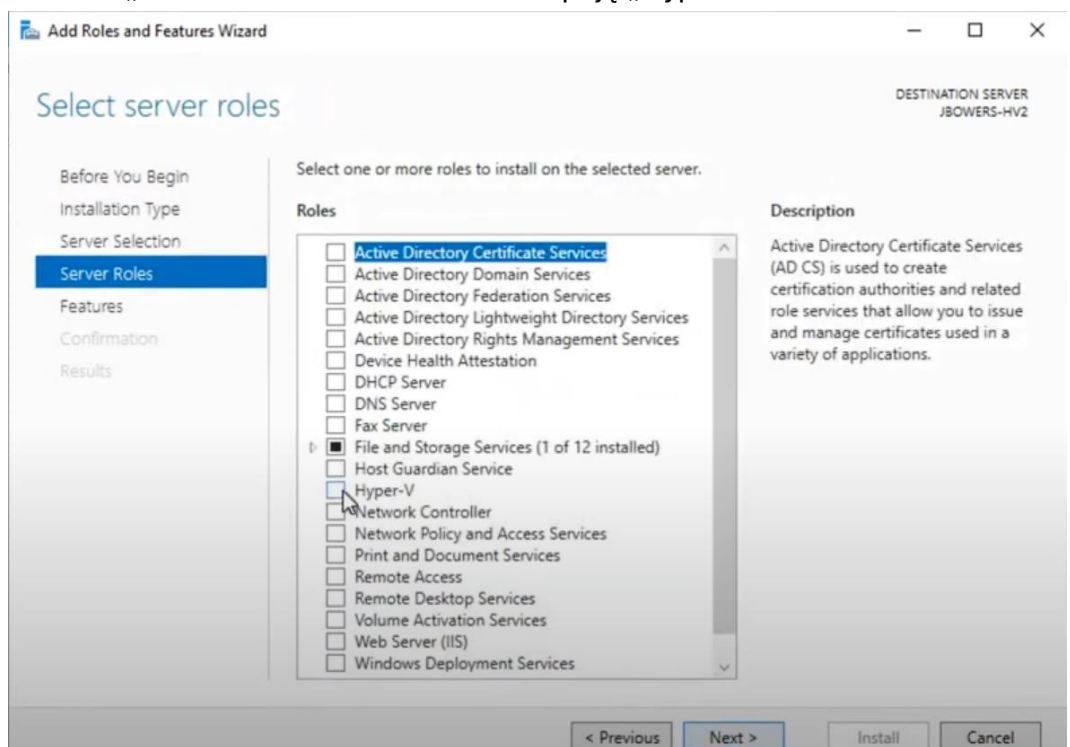 Add Roles and Features Wizard
Select server roles
DESTINATION SERVER
JBOWERS-HV2
Before You Begin
Installation Type
Server Selection
Server Roles
Features
Confirmation
Results
Select one or more roles to install on the selected server.
Roles
Active Directory Certificate Services
Active Directory Domain Services
Active Directory Federation Services
Active Directory Lightweight Directory Services
Active Directory Rights Management Services
Device Health Attestation
DHCP Server
DNS Server
Fax Server
File and Storage Services (1 of 12 installed)
Host Guardian Service
Hyper-V
Network Controller
Network Policy and Access Services
Print and Document Services
Remote Access
Remote Desktop Services
Volume Activation Services
Web Server (IIS)
Windows Deployment Services
Description
Active Directory Certificate Services
(AD CS) is used to create
certification authorities and related
role services that allow you to issue
and manage certificates used in a
variety of applications.
< Previous
Next >
Install
Cancel